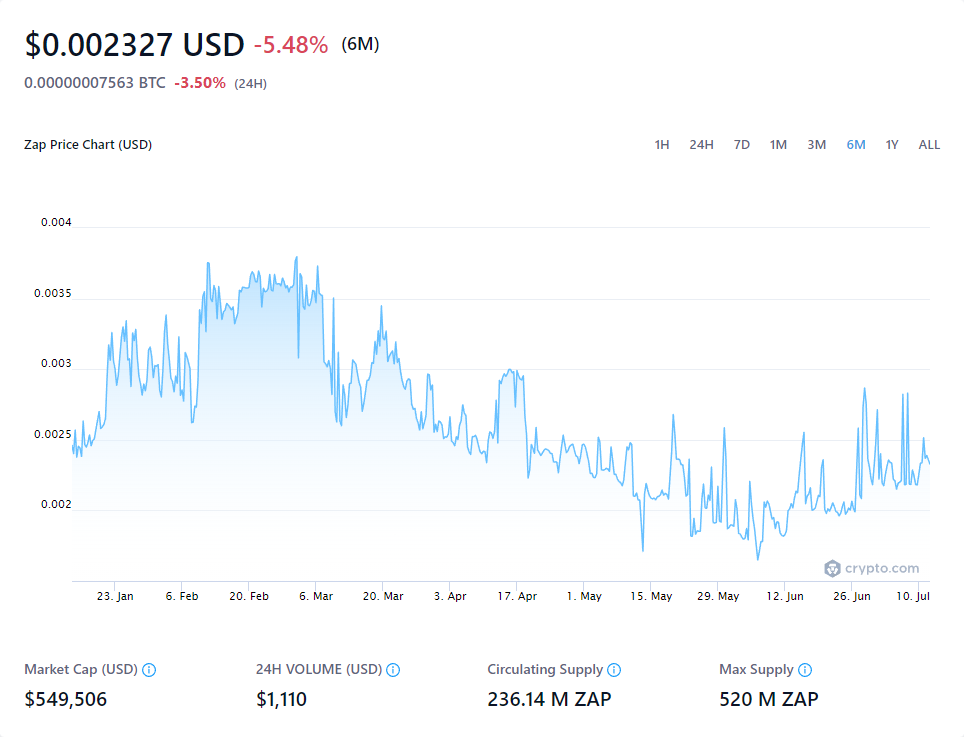 $0.002327 USD -5.48% (6M)
0.00000007563 BTC -3.50% (24H)
Zap Price Chart (USD) 1H 24H 7D 1M 3M 6M 1Y ALL
0.004
0.0035
0.003
0.0025
0.002
crypto.com
23. Jan 6. Feb 20. Feb 6. Mar 20. Mar 3. Apr 17. Apr 1. May 15. May 29. May 12. Jun 26. Jun 10. Jul
Market Cap (USD) 24H VOLUME (USD) Circulating Supply Max Supply
$549,506 $1,110 236.14 M ZAP 520 M ZAP